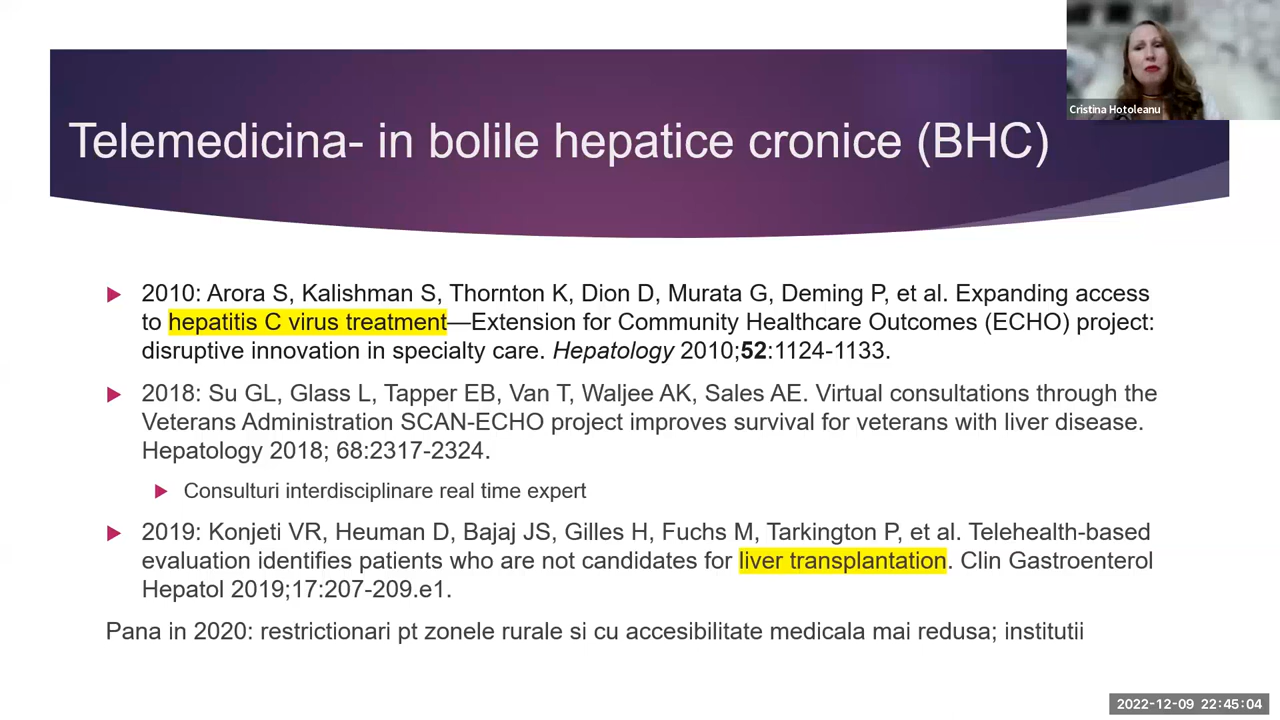 Cristina Hotoleanu
Telemedicina- in bolile hepatice cronice (BHC)
2010: Arora S, Kalishman S, Thornton K, Dion D, Murata G, Deming P, et al. Expanding access
to hepatitis C virus treatment—Extension for Community Healthcare Outcomes (ECHO) project:
disruptive innovation in specialty care. Hepatology 2010;52:1124-1133.
2018: Su GL, Glass L, Tapper EB, Van T, Waljee AK, Sales AE. Virtual consultations through the
Veterans Administration SCAN-ECHO project improves survival for veterans with liver disease.
Hepatology 2018; 68:2317-2324.
Consulturi interdisciplinare real time expert
2019: Konjeti VR, Heuman D, Bajaj JS, Gilles H, Fuchs M, Tarkington P, et al. Telehealth-based
evaluation identifies patients who are not candidates for liver transplantation. Clin Gastroenterol
Hepatol 2019;17:207-209.e1.
Pana in 2020: restrictionari pt zonele rurale si cu accesibilitate medicala mai redusa; institutii
2022-12-09 22:45:04